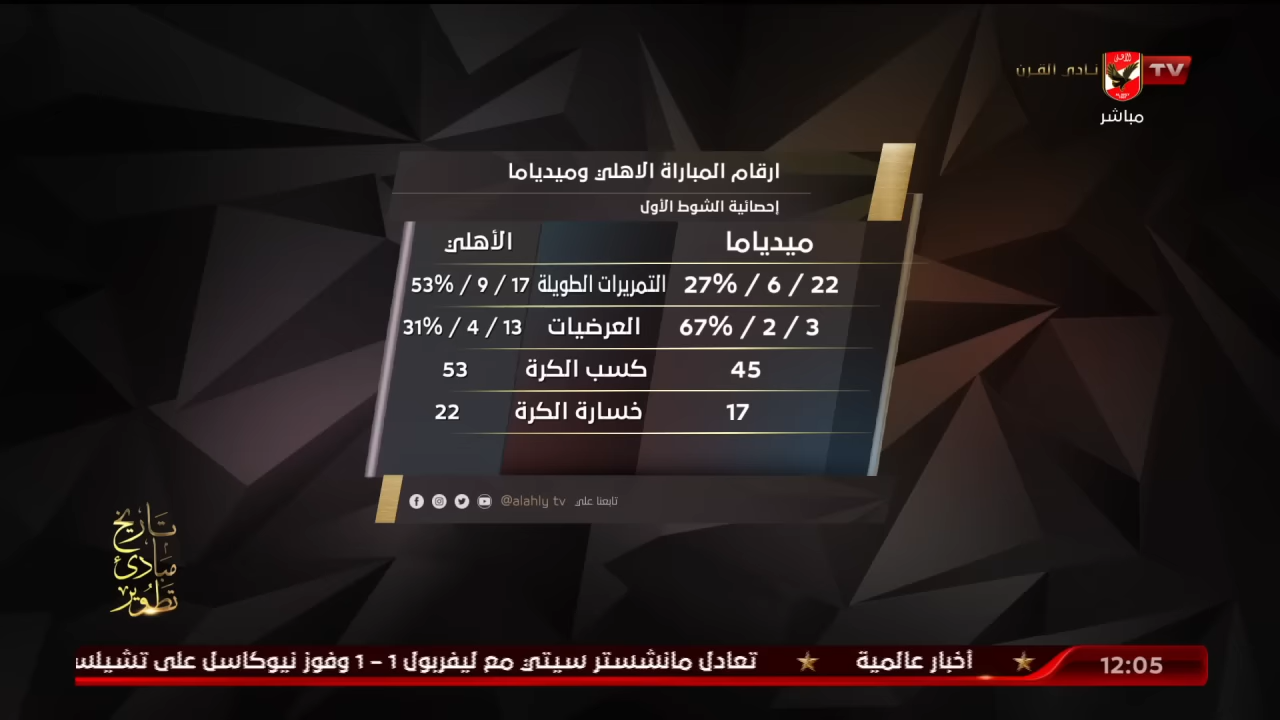 نادي القرن TV
مباشر
ارقام المباراة الاهلي وميدياما
إحصائية الشوط الأول
ميدياما الأهلي
22 / 6 / 27% التمريرات الطويلة 17 / 9 / 53%
3 / 2 / 67% العرضيات 13 / 4 / 31%
45 كسب الكرة 53
17 خسارة الكرة 22
تابعنا علي @alahly tv
تاريخ
مبادئ
تطوير
12:05 أخبار عالمية تعادل مانشستر سيتي مع ليفربول 1 - 1 وفوز نيوكاسل على تشيلس